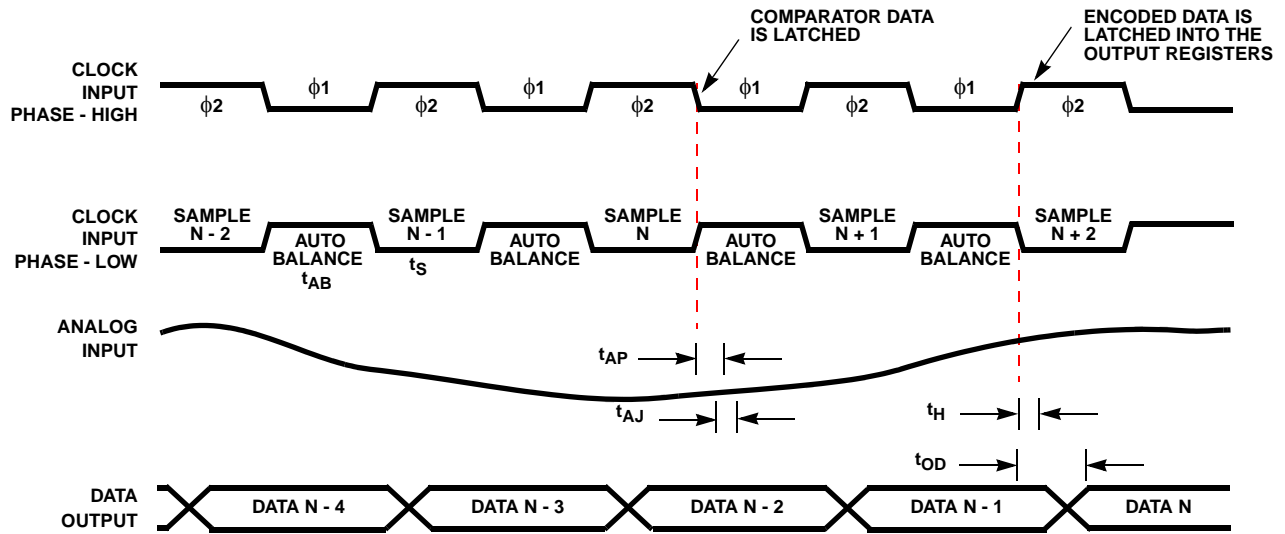 COMPARATOR DATA
IS LATCHED
ENCODED DATA IS
LATCHED INTO THE
OUTPUT REGISTERS
CLOCK
INPUT
PHASE - HIGH
ϕ2
ϕ1
ϕ2
ϕ1
ϕ2
ϕ1
ϕ2
ϕ1
ϕ2
CLOCK
INPUT
PHASE - LOW
SAMPLE
N - 2
AUTO
BALANCE
tAB
SAMPLE
N - 1
tS
AUTO
BALANCE
SAMPLE
N
AUTO
BALANCE
SAMPLE
N + 1
AUTO
BALANCE
SAMPLE
N + 2
ANALOG
INPUT
tAP
tAJ
tH
tOD
DATA
OUTPUT
DATA N - 4
DATA N - 3
DATA N - 2
DATA N - 1
DATA N